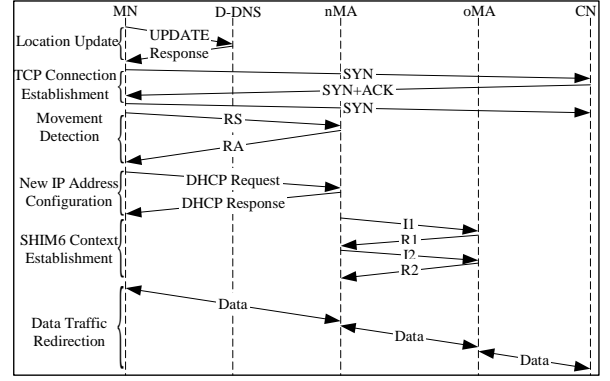 MN D-DNS nMA oMA CN
Location Update
UPDATE
Response
TCP Connection
Establishment
SYN
SYN+ACK
SYN
Movement
Detection
RS
RA
New IP Address
Configuration
DHCP Request
DHCP Response
SHIM6 Context
Establishment
I1
R1
I2
R2
Data Traffic
Redirection
Data
Data
Data